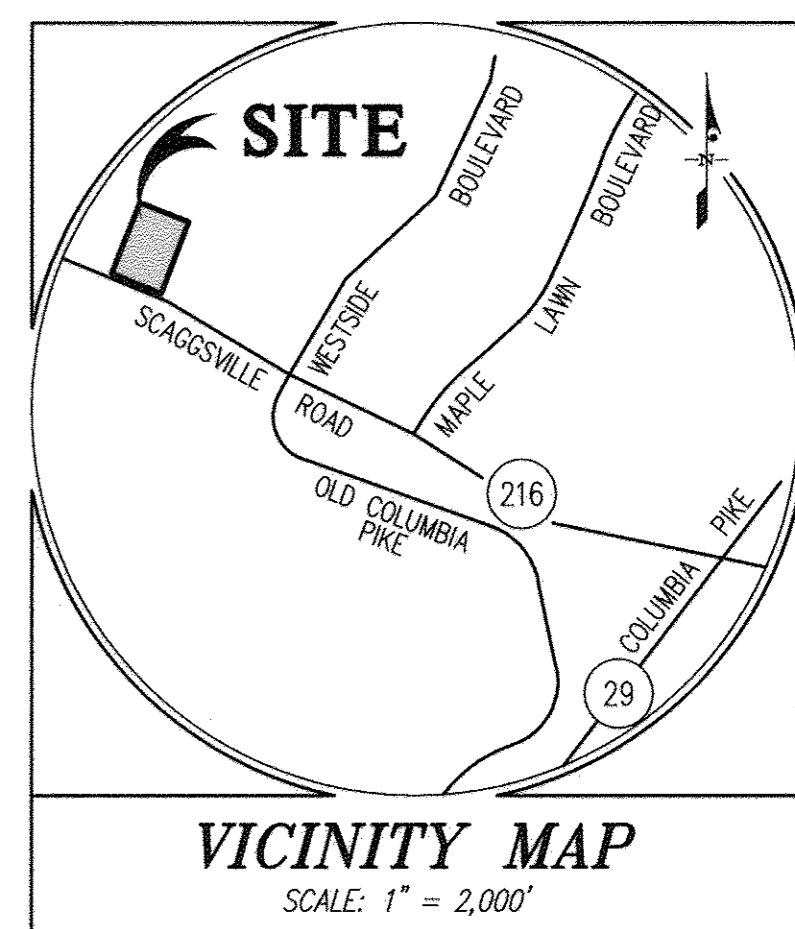 SITE
BOULEVARD
BOULEVARD
N
WESTSIDE
LAWN
SCAGGSVILLE
ROAD
MAPLE
216
OLD COLUMBIA
PIKE
PIKE
COLUMBIA
29
VICINITY MAP
SCALE: 1" = 2,000'